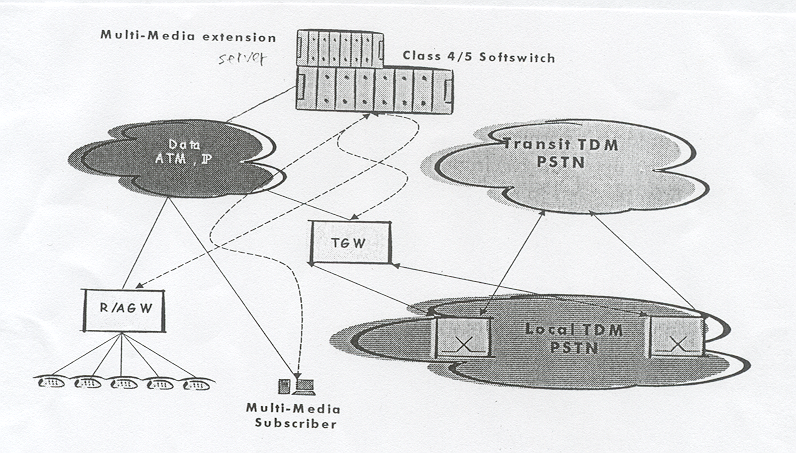 Multi-Media extension
server
Class 4/5 Softswitch
Data
ATM, IP
Transit TDM
PSTN
TGW
R/AGW
Local TDM
PSTN
Multi-Media
Subscriber